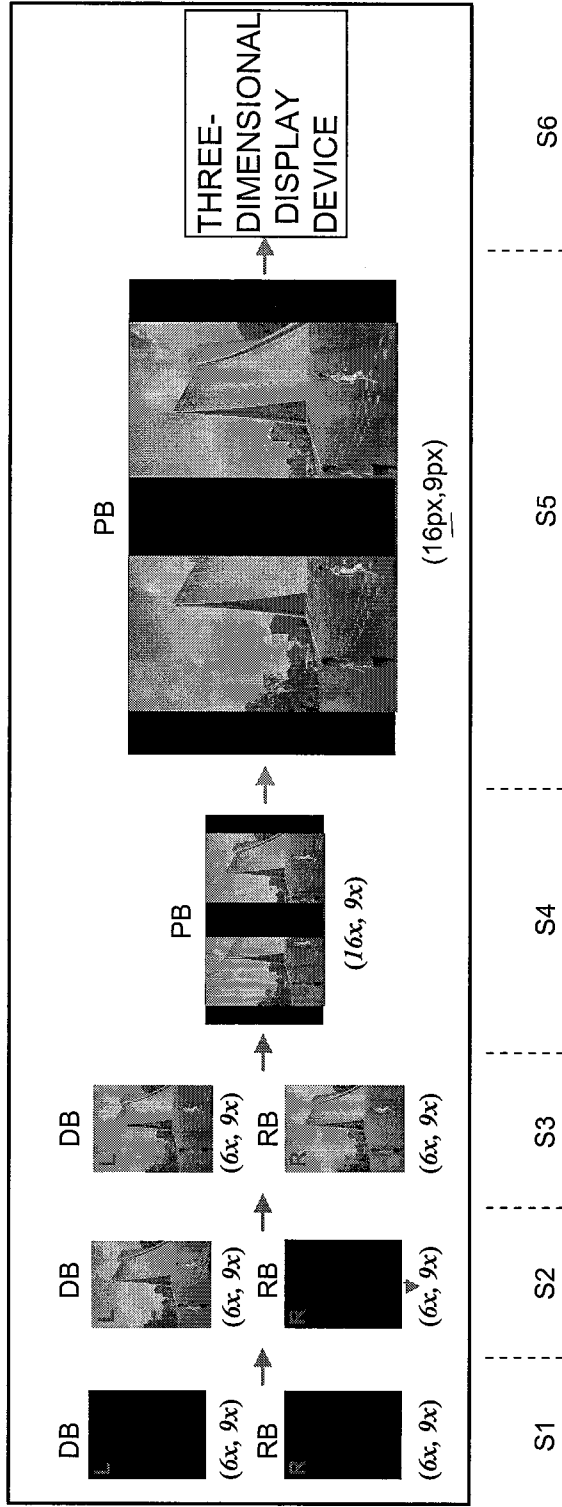 DB
L
(6x, 9x)
RB
R
(6x, 9x)
DB
L
(6x, 9x)
RB
R
(6x, 9x)
DB
L
(6x, 9x)
RB
R
(6x, 9x)
PB
(16x, 9x)
PB
(16px,9px)
THREE-
DIMENSIONAL
DISPLAY
DEVICE
S1
S2
S3
S4
S5
S6